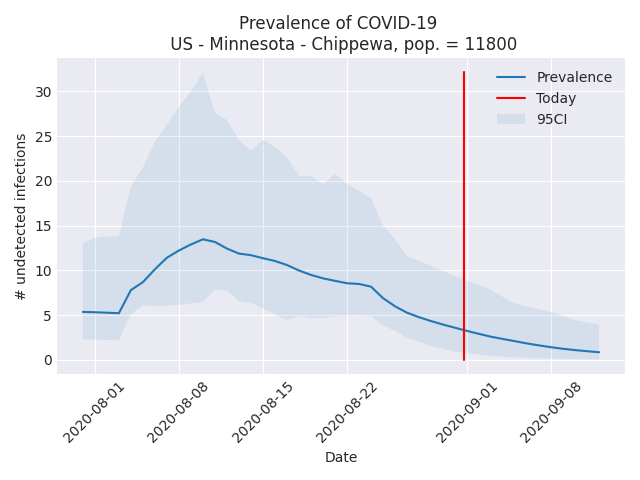 Prevalence of COVID-19
US - Minnesota - Chippewa, pop. = 11800
# undetected infections
30
25
20
15
10
5
0
Prevalence
Today
95CI
2020-08-01
2020-08-08
2020-08-15
2020-08-22
2020-09-01
2020-09-08
Date